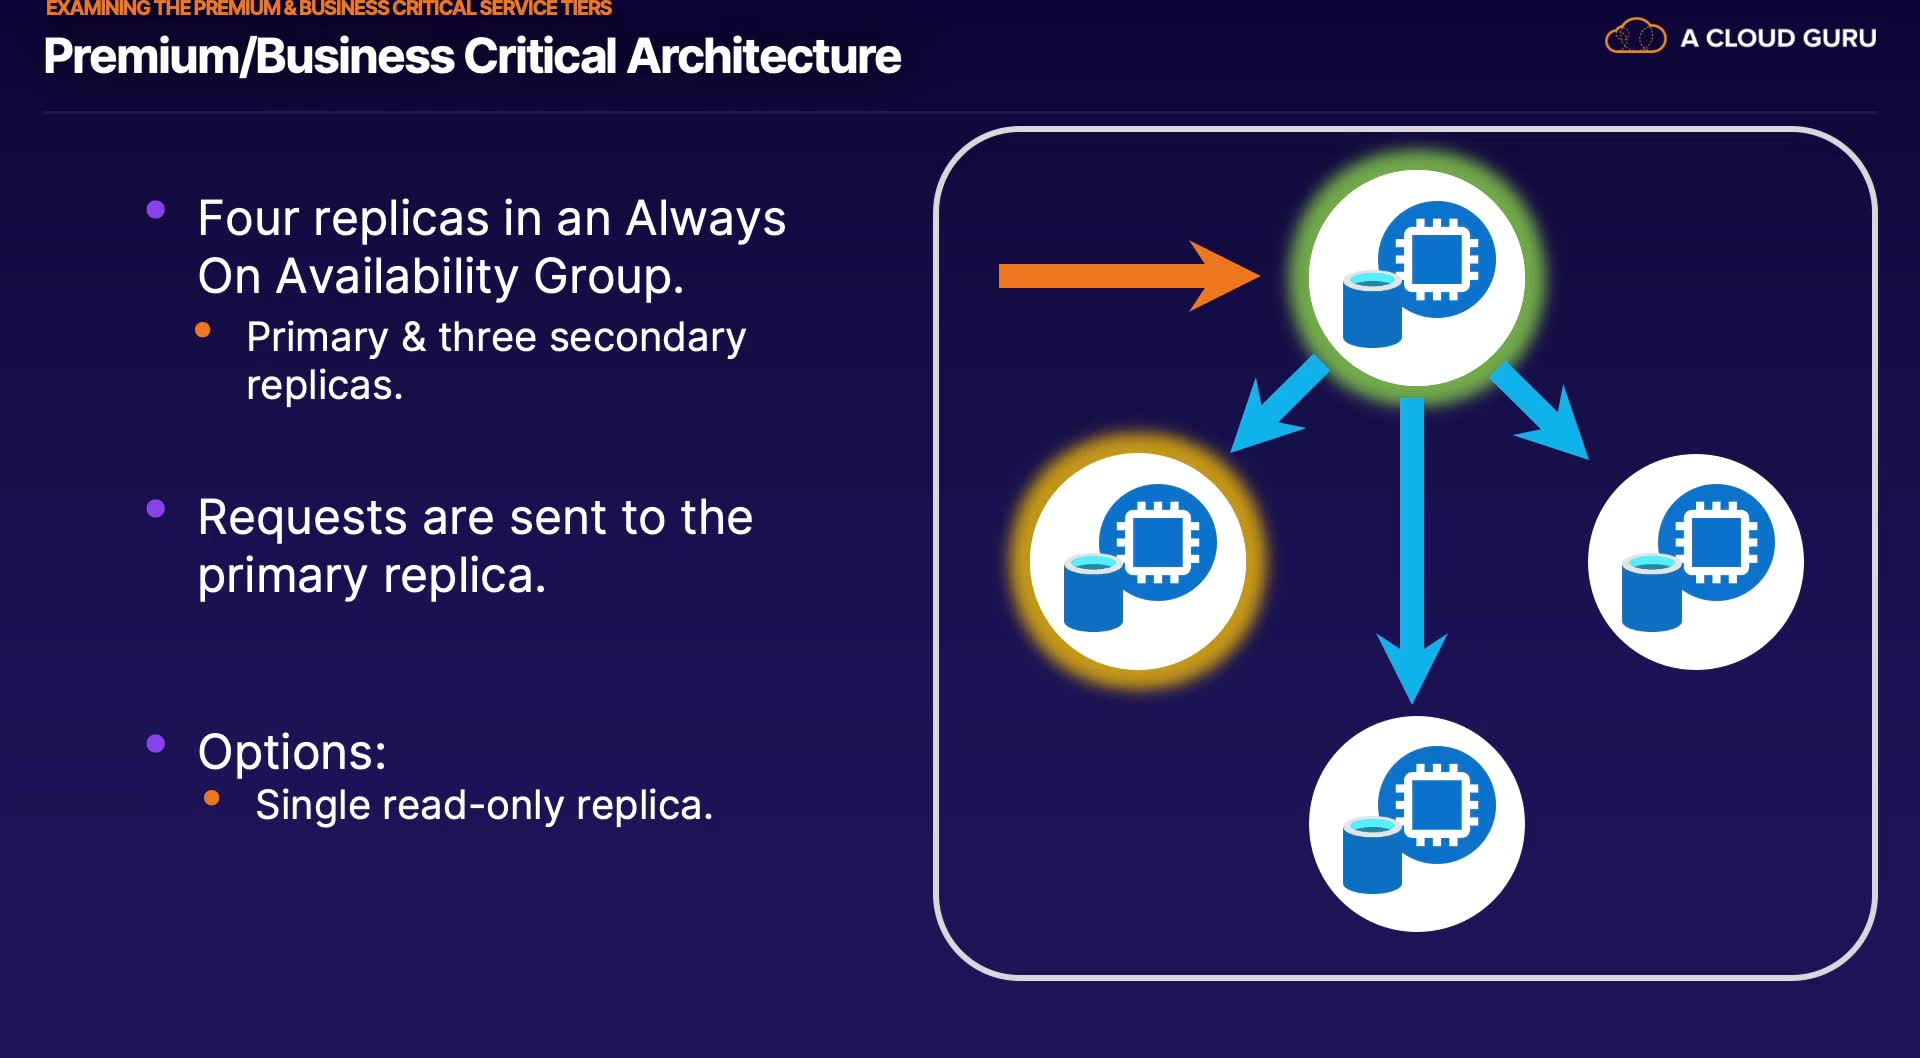 EXAMINING THE PREMIUM & BUSINESS CRITICAL SERVICE TIERS
Premium/Business Critical Architecture
A CLOUD GURU
Four replicas in an Always
On Availability Group.
Primary & three secondary
replicas.
Requests are sent to the
primary replica.
Options:
Single read-only replica.